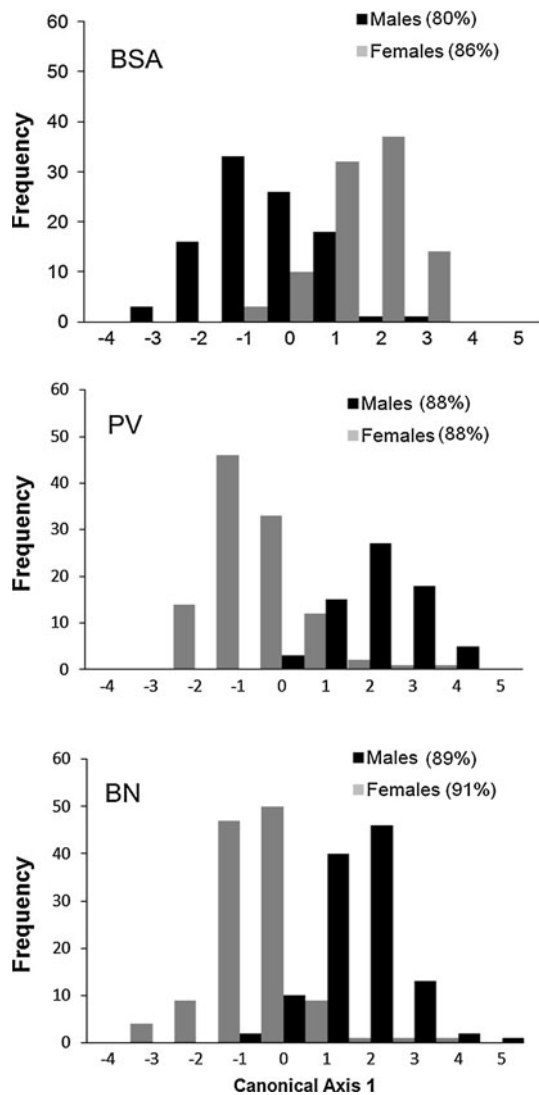 60
Males (80%)
Females (86%)
50
BSA
40
Frequency
30
20
10
0
-4 -3 -2 -1 0 1 2 3 4 5
60
Males (88%)
PV
Females (88%)
50
40
Frequency
30
20
10
0
-4 -3 -2 -1 0 1 2 3 4 5
60
Males (89%)
BN
Females (91%)
50
40
Frequency
30
20
10
0
-4 -3 -2 -1 0 1 2 3 4 5
Canonical Axis 1